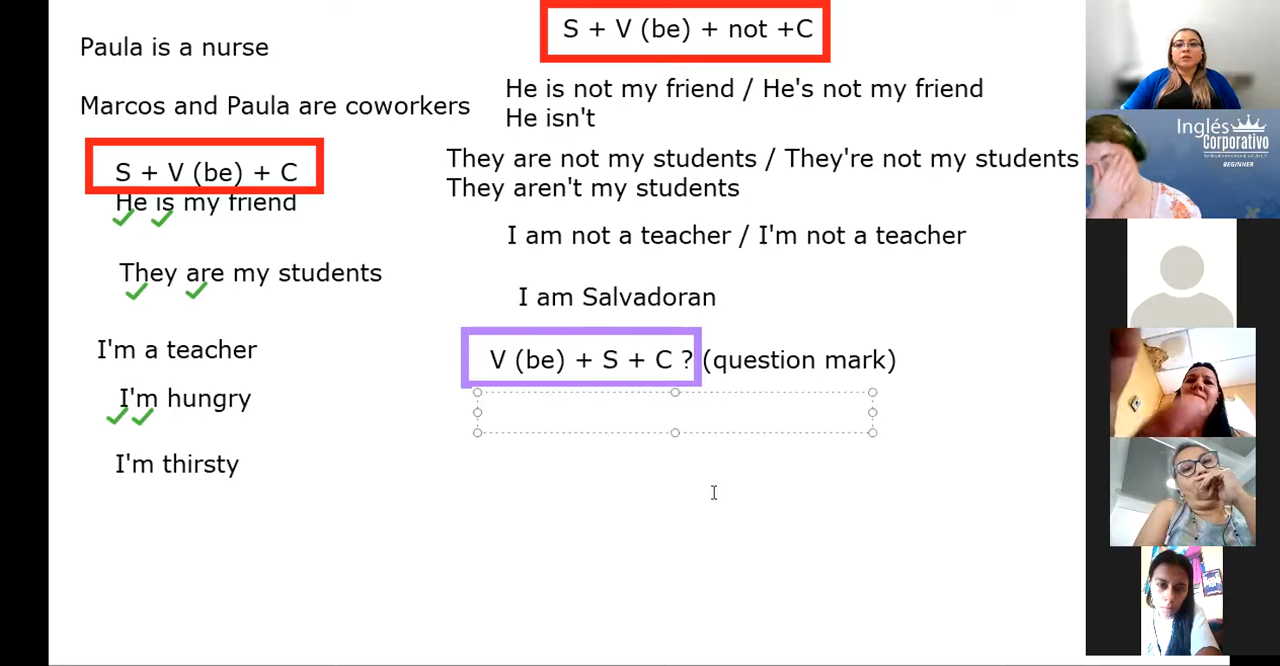 Paula is a nurse
Marcos and Paula are coworkers
S + V (be) + C
He is my friend
They are my students
I'm a teacher
I'm hungry
I'm thirsty
S + V (be) + not +C
He is not my friend / He's not my friend
He isn't
They are not my students / They're not my students
They aren't my students
I am not a teacher / I'm not a teacher
I am Salvadoran
V (be) + S + C ? (question mark)
Inglés
Corporativo
BEGINNER